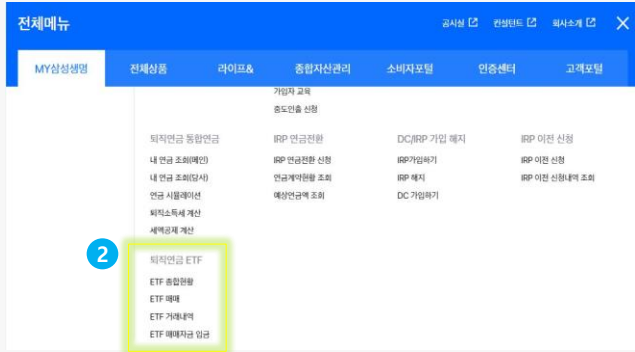 전체메뉴
공시실 컨설턴트 회사소개
MY삼성생명 전체상품 라이프& 종합자산관리 소비자포털 인증센터 고객포털
가입자 교육
중도인출 신청
퇴직연금 통합연금 IRP 연금전환 DC/IRP 가입 해지 IRP 이전 신청
내 연금 조회(메인) IRP 연금전환 신청 IRP가입하기 IRP 이전 신청
내 연금 조회(당사) 연금계약현황 조회 IRP 해지 IRP 이전 신청내역 조회
연금 시뮬레이션 예상연금액 조회 DC 가입하기
퇴직소득세 계산
세액공제 계산
2
퇴직연금 ETF
ETF 종합현황
ETF 매매
ETF 거래내역
ETF 매매자금 입금